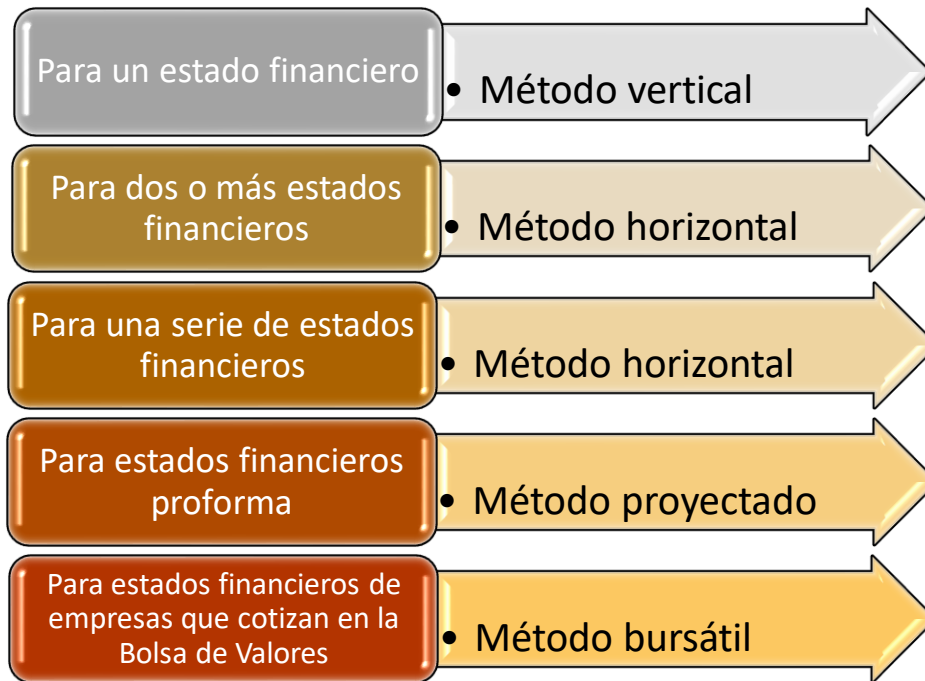 Para un estado financiero
• Método vertical
Para dos o más estados
financieros
• Método horizontal
Para una serie de estados
financieros
• Método horizontal
Para estados financieros
proforma
• Método proyectado
Para estados financieros de
empresas que cotizan en la
Bolsa de Valores
• Método bursátil